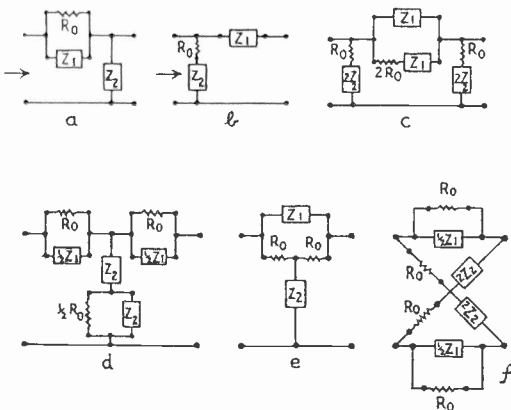 R₀
Z₁
Z₂
a
R₀
Z₁
Z₂
b
Z₁
R₀
2R₀
Z₁
R₀
2Z₂
2Z₂
c
R₀
R₀
½Z₁
½Z₁
Z₂
½R₀
Z₂
d
Z₁
R₀
R₀
Z₂
e
R₀
½Z₁
R₀
2Z₂
R₀
2Z₂
½Z₁
R₀
f